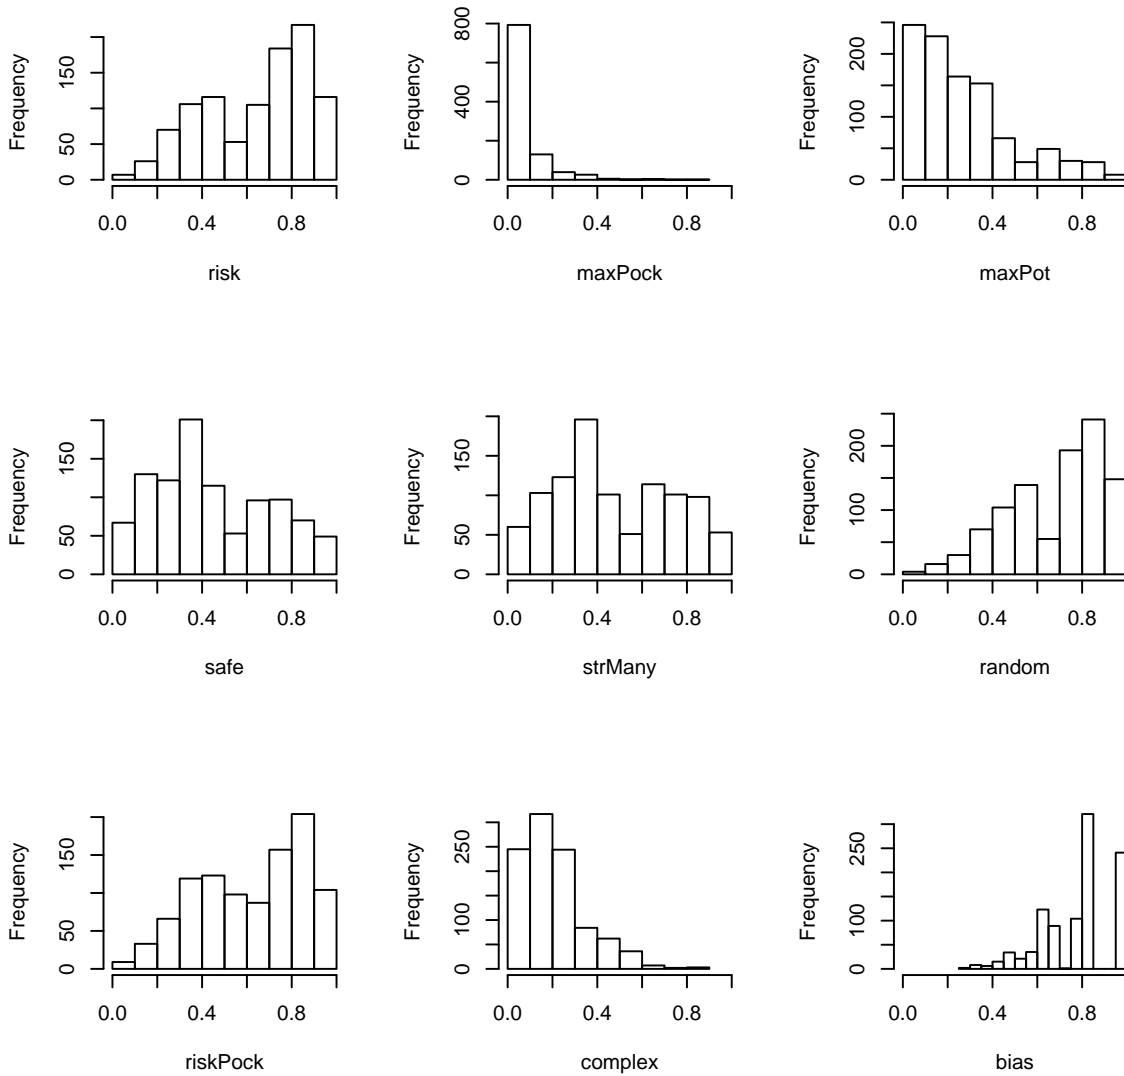 Frequency
0 50 150
0.0 0.4 0.8
risk
Frequency
0 400 800
0.0 0.4 0.8
maxPock
Frequency
0 100 200
0.0 0.4 0.8
maxPot
Frequency
0 50 150
0.0 0.4 0.8
safe
Frequency
0 50 150
0.0 0.4 0.8
strMany
Frequency
0 100 200
0.0 0.4 0.8
random
Frequency
0 50 150
0.0 0.4 0.8
riskPock
Frequency
0 100 250
0.0 0.4 0.8
complex
Frequency
0 100 250
0.0 0.4 0.8
bias